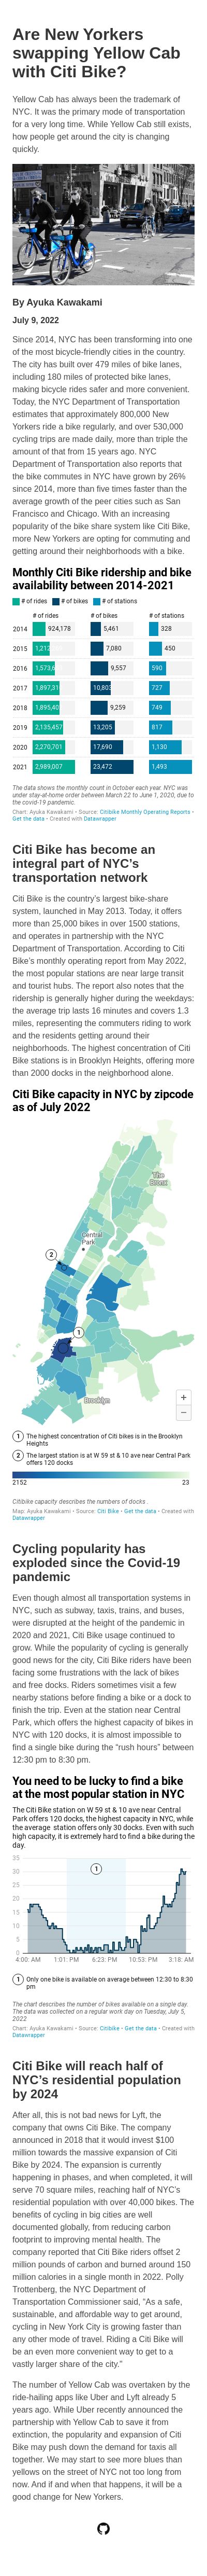 Are New Yorkers
swapping Yellow Cab
with Citi Bike?
Yellow Cab has always been the trademark of
NYC. It was the primary mode of transportation
for a very long time. While Yellow Cab still exists,
how people get around the city is changing
quickly.
By Ayuka Kawakami
July 9, 2022
Since 2014, NYC has been transforming into one
of the most bicycle-friendly cities in the country.
The city has built over 479 miles of bike lanes,
including 180 miles of protected bike lanes,
making bicycle rides safer and more convenient.
Today, the NYC Department of Transportation
estimates that approximately 800,000 New
Yorkers ride a bike regularly, and over 530,000
cycling trips are made daily, more than triple the
amount of that from 15 years ago. NYC
Department of Transportation also reports that
the bike commutes in NYC have grown by 26%
since 2014, more than five times faster than the
average growth of the peer cities such as San
Francisco and Chicago. With an increasing
popularity of the bike share system like Citi Bike,
more New Yorkers are opting for commuting and
getting around their neighborhoods with a bike.
Monthly Citi Bike ridership and bike
availability between 2014-2021
# of rides # of bikes # of stations
# of rides # of bikes # of stations
2014 924,178 5,461 328
2015 7,080 450
2016 9,557 590
2017 10,803 727
2018 9,259 749
2019 2,135,457 13,205 817
2020 2,270,701 17,690 1,130
2021 2,989,007 23,472 1,493
The data shows the monthly count in October each year. NYC was
under stay-at-home order between March 22 to June 1, 2020, due to
the covid-19 pandemic.
Chart: Ayuka Kawakami • Source: Citibike Monthly Operating Reports •
Get the data • Created with Datawrapper
Citi Bike has become an
integral part of NYC's
transportation network
Citi Bike is the country's largest bike-share
system, launched in May 2013. Today, it offers
more than 25,000 bikes in over 1500 stations,
and operates in partnership with the NYC
Department of Transportation. According to Citi
Bike's monthly operating report from May 2022,
the most popular stations are near large transit
and tourist hubs. The report also notes that the
ridership is generally higher during the weekdays:
the average trip lasts 16 minutes and covers 1.3
miles, representing the commuters riding to work
and the residents getting around their
neighborhoods. The highest concentration of Citi
Bike stations is in Brooklyn Heights, offering more
than 2000 docks in the neighborhood alone.
Citi Bike capacity in NYC by zipcode
as of July 2022
The
Bronx
Central
Park
2
1
Brooklyn
+
−
1 The highest concentration of Citi bikes is in the Brooklyn
Heights
2 The largest station is at W 59 st & 10 ave near Central Park
offers 120 docks
2152 23
Citibike capacity describes the numbers of docks .
Map: Ayuka Kawakami • Source: Citi Bike • Get the data • Created with
Datawrapper
Cycling popularity has
exploded since the Covid-19
pandemic
Even though almost all transportation systems in
NYC, such as subway, taxis, trains, and buses,
were disrupted at the height of the pandemic in
2020 and 2021, Citi Bike usage continued to
grow. While the popularity of cycling is generally
good news for the city, Citi Bike riders have been
facing some frustrations with the lack of bikes
and free docks. Riders sometimes visit a few
nearby stations before finding a bike or a dock to
finish the trip. Even at the station near Central
Park, which offers the highest capacity of bikes in
NYC with 120 docks, it is almost impossible to
find a single bike during the “rush hours” between
12:30 pm to 8:30 pm.
You need to be lucky to find a bike
at the most popular station in NYC
The Citi Bike station on W 59 st & 10 ave near Central
Park offers 120 docks, the highest capacity in NYC, while
the average station offers only 30 docks. Even with such
high capacity, it is extremely hard to find a bike during the
day.
35
30
25
20
15
10
5
0
1
4:00 AM 1:01 PM 6:23 PM 10:53 PM 3:18 AM
1 Only one bike is available on average between 12:30 to 8:30
pm
The chart describes the number of bikes available on a single day.
The data was collected on a regular work day on Tuesday, July 5,
2022
Chart: Ayuka Kawakami • Source: Citibike • Get the data • Created with
Datawrapper
Citi Bike will reach half of
NYC's residential population
by 2024
After all, this is not bad news for Lyft, the
company that owns Citi Bike. The company
announced in 2018 that it would invest $100
million towards the massive expansion of Citi
Bike by 2024. The expansion is currently
happening in phases, and when completed, it will
serve 70 square miles, reaching half of NYC's
residential population with over 40,000 bikes. The
benefits of cycling in big cities are well
documented globally, from reducing carbon
footprint to improving mental health. The
company reported that Citi Bike riders offset 2
million pounds of carbon and burned around 150
million calories in a single month in 2022. Polly
Trottenberg, the NYC Department of
Transportation Commissioner said, “As a safe,
sustainable, and affordable way to get around,
cycling in New York City is growing faster than
any other mode of travel. Riding a Citi Bike will
be an even more convenient way to get to a
vastly larger share of the city.”
The number of Yellow Cab was overtaken by the
ride-hailing apps like Uber and Lyft already 5
years ago. While Uber recently announced the
partnership with Yellow Cab to save it from
extinction, the popularity and expansion of Citi
Bike may push down the demand for taxis all
together. We may start to see more blues than
yellows on the street of NYC not too long from
now. And if and when that happens, it will be a
good change for New Yorkers.